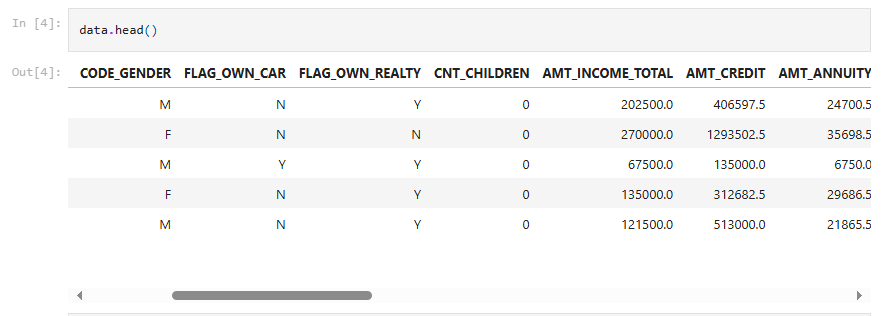 In [4]: data.head()
Out[4]: CODE_GENDER FLAG_OWN_CAR FLAG_OWN_REALTY CNT_CHILDREN AMT_INCOME_TOTAL AMT_CREDIT AMT_ANNUITY
M N Y 0 202500.0 406597.5 24700.5
F N N 0 270000.0 1293502.5 35698.5
M Y Y 0 67500.0 135000.0 6750.0
F N Y 0 135000.0 312682.5 29686.5
M N Y 0 121500.0 513000.0 21865.5